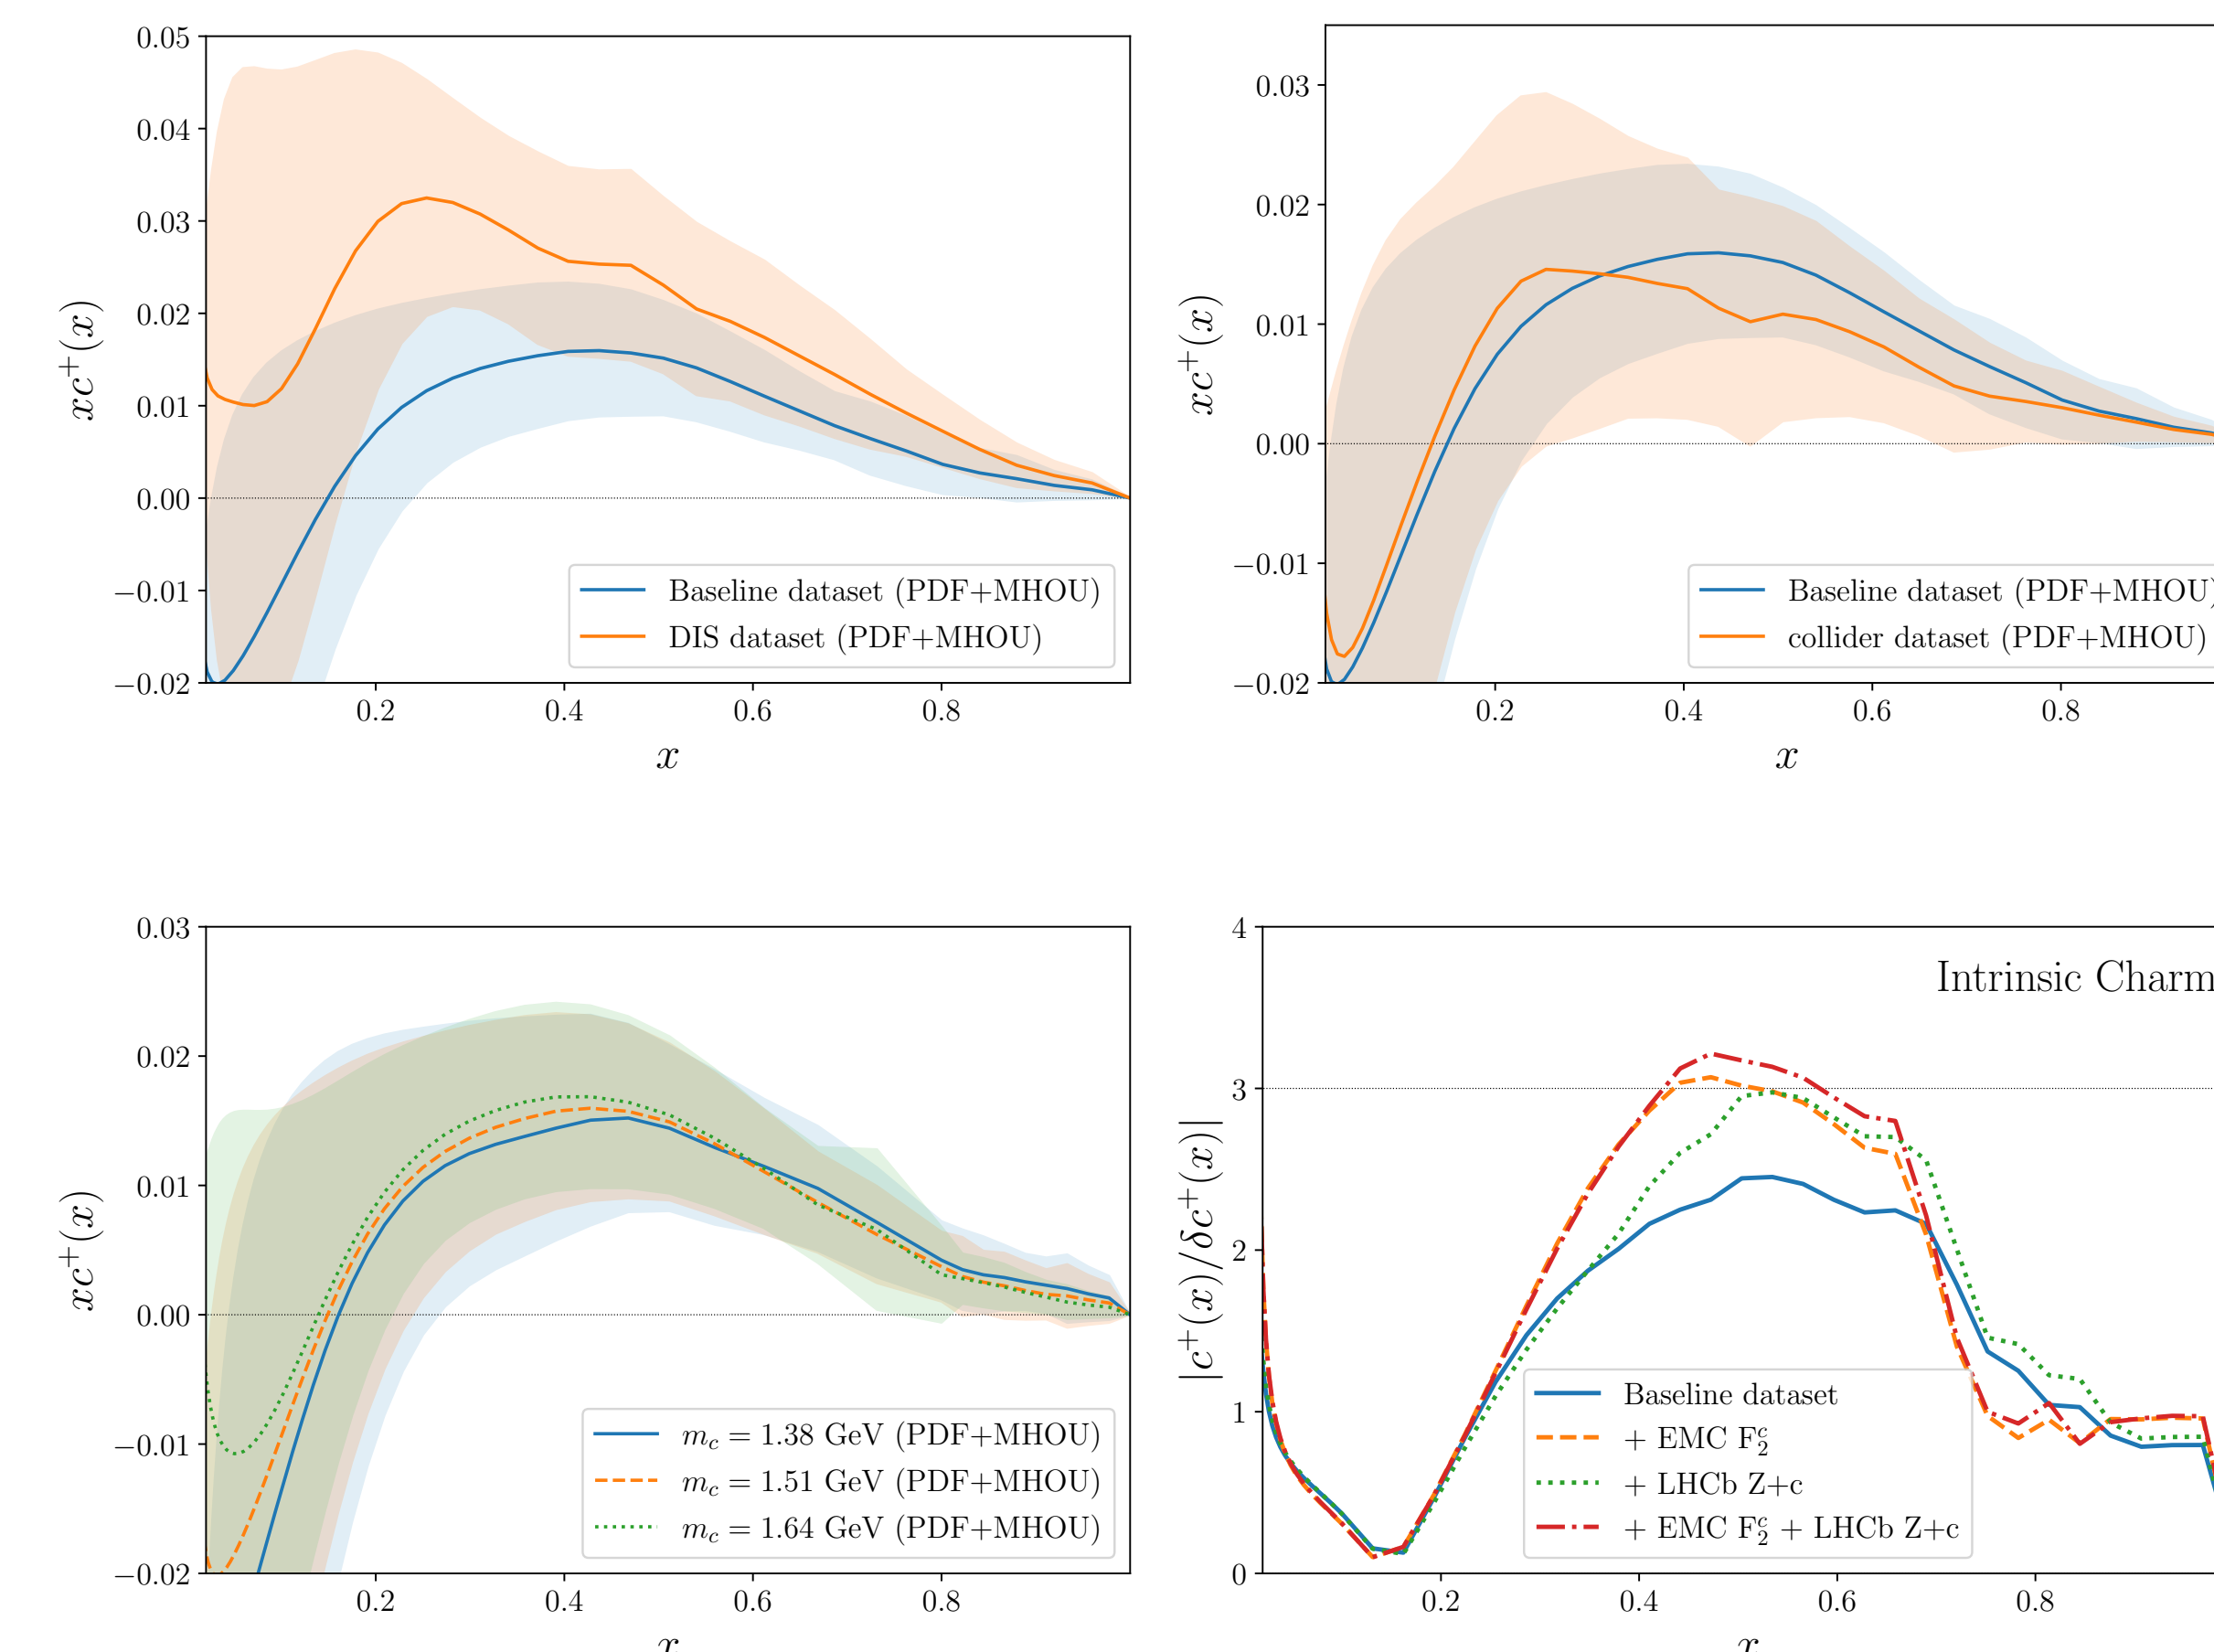 0.05
0.04
0.03
0.02
0.01
0.00
−0.01
−0.02
xc⁺(x)
Baseline dataset (PDF+MHOU)
DIS dataset (PDF+MHOU)
0.2 0.4 0.6 0.8
x
0.03
0.02
0.01
0.00
−0.01
−0.02
xc⁺(x)
Baseline dataset (PDF+MHOU)
collider dataset (PDF+MHOU)
0.2 0.4 0.6 0.8
x
0.03
0.02
0.01
0.00
−0.01
−0.02
xc⁺(x)
m_c = 1.38 GeV (PDF+MHOU)
m_c = 1.51 GeV (PDF+MHOU)
m_c = 1.64 GeV (PDF+MHOU)
0.2 0.4 0.6 0.8
x
4
3
2
1
0
|c⁺(x)/δc⁺(x)|
Intrinsic Charm
Baseline dataset
+ EMC F₂ᶜ
+ LHCb Z+c
+ EMC F₂ᶜ + LHCb Z+c
0.2 0.4 0.6 0.8
x